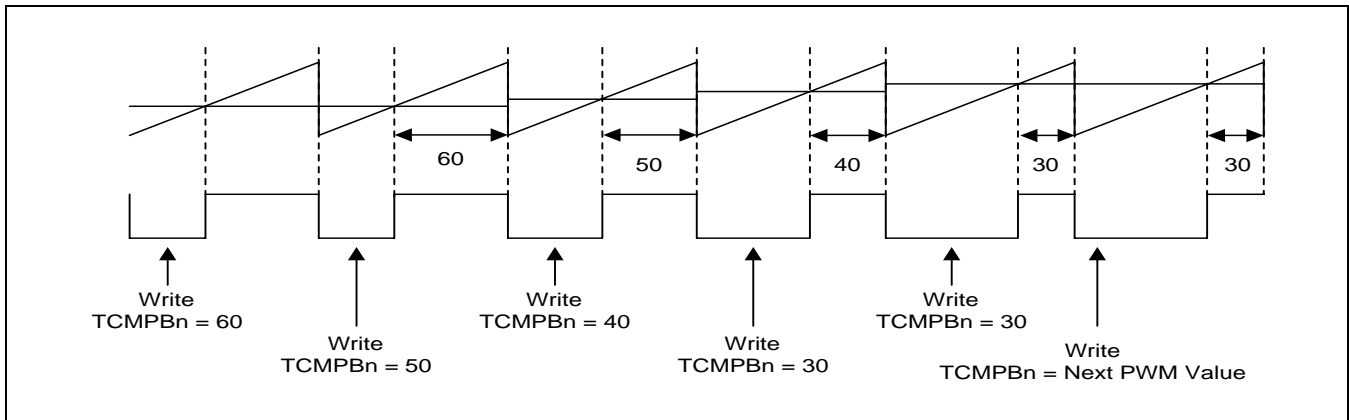 60
50
40
30
30
Write
TCMPBn = 60
Write
TCMPBn = 50
Write
TCMPBn = 40
Write
TCMPBn = 30
Write
TCMPBn = 30
Write
TCMPBn = Next PWM Value